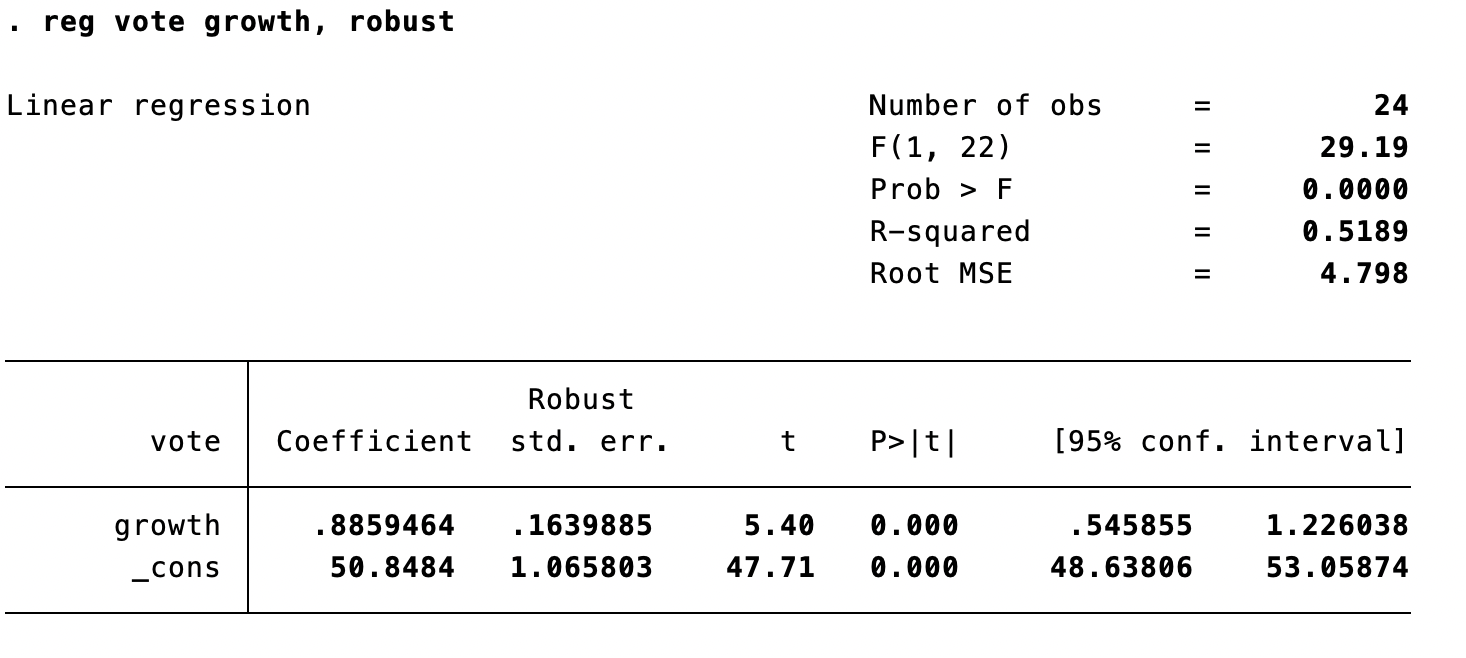 . reg vote growth, robust
Linear regression Number of obs = 24
F(1, 22) = 29.19
Prob > F = 0.0000
R-squared = 0.5189
Root MSE = 4.798
Robust
vote Coefficient std. err. t P>|t| [95% conf. interval]
growth .8859464 .1639885 5.40 0.000 .545855 1.226038
_cons 50.8484 1.065803 47.71 0.000 48.63806 53.05874